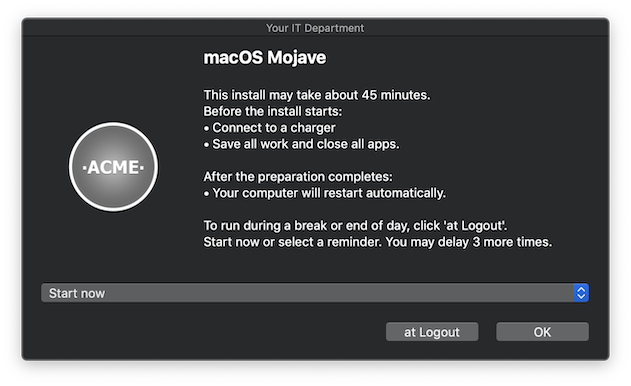 Your IT Department
macOS Mojave
This install may take about 45 minutes.
Before the install starts:
• Connect to a charger
• Save all work and close all apps.
After the preparation completes:
• Your computer will restart automatically.
·ACME·
To run during a break or end of day, click 'at Logout'.
Start now or select a reminder. You may delay 3 more times.
Start now
at Logout
OK